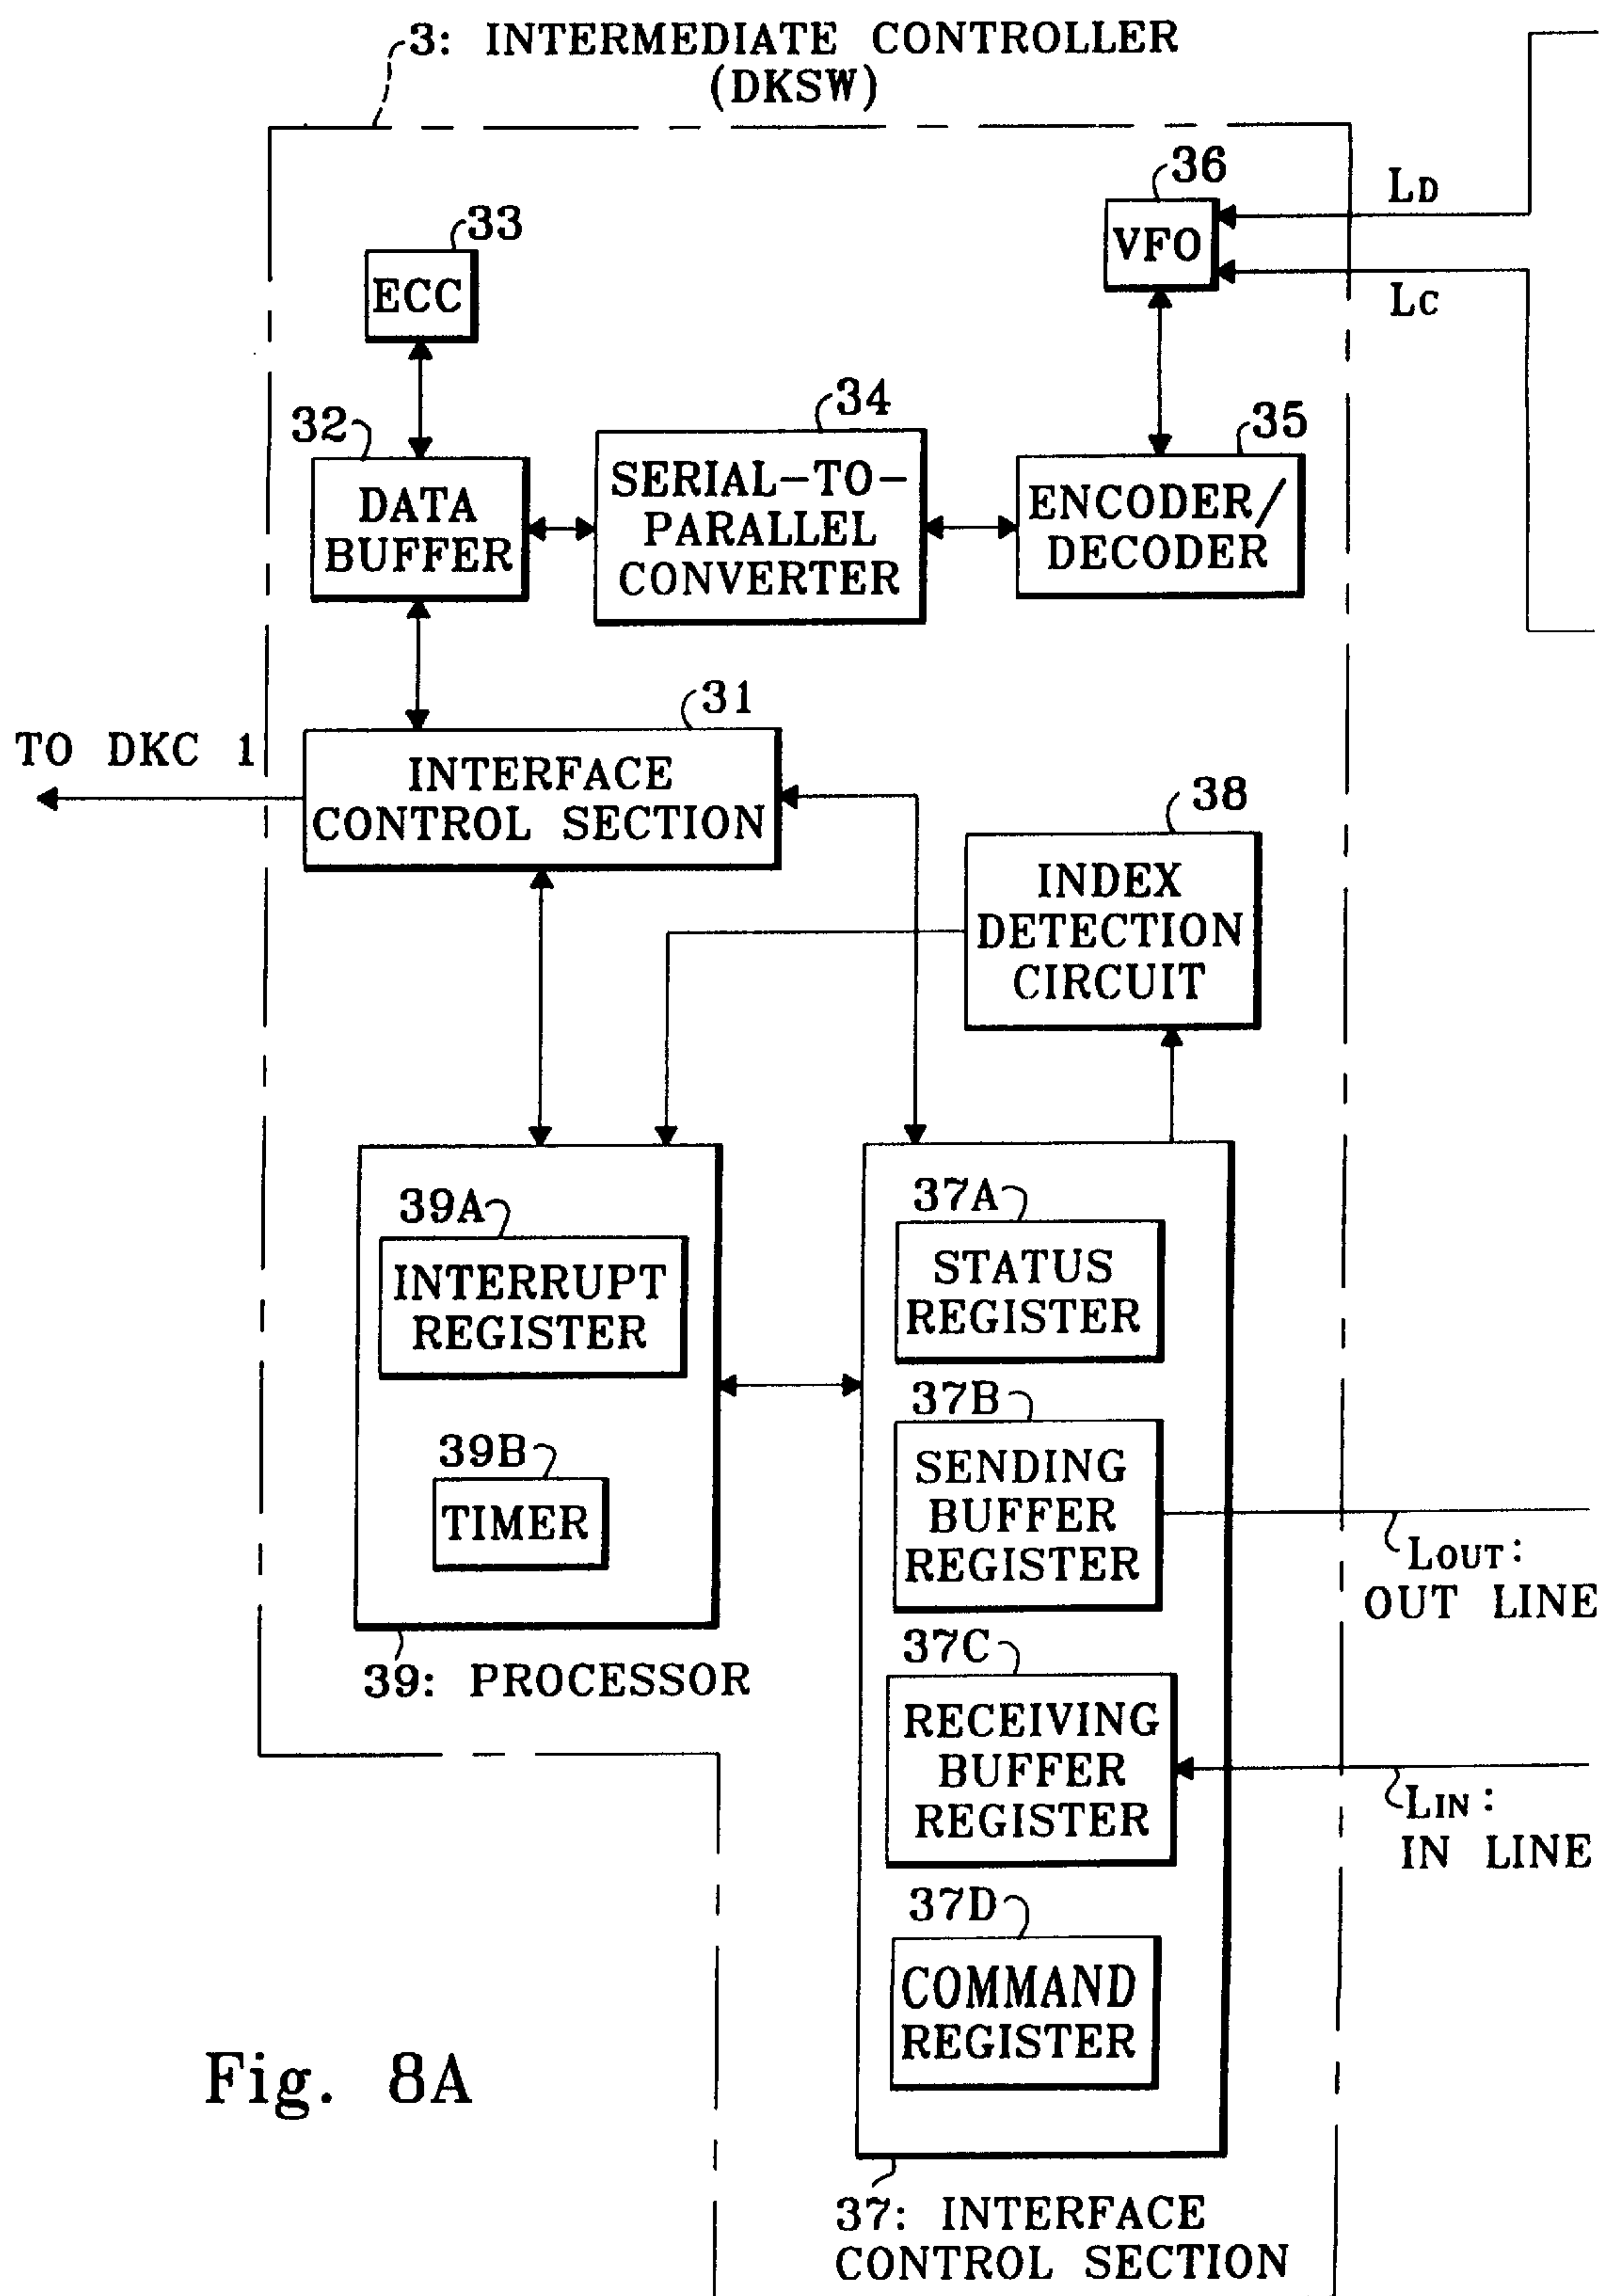 3: INTERMEDIATE CONTROLLER
(DKSW)
36
LD
VFO
LC
33
ECC
32
DATA
BUFFER
34
SERIAL-TO-
PARALLEL
CONVERTER
35
ENCODER/
DECODER
31
TO DKC 1
INTERFACE
CONTROL SECTION
38
INDEX
DETECTION
CIRCUIT
39A
INTERRUPT
REGISTER
39B
TIMER
39: PROCESSOR
37A
STATUS
REGISTER
37B
SENDING
BUFFER
REGISTER
LOUT:
OUT LINE
37C
RECEIVING
BUFFER
REGISTER
LIN:
IN LINE
37D
COMMAND
REGISTER
37: INTERFACE
CONTROL SECTION
Fig. 8A